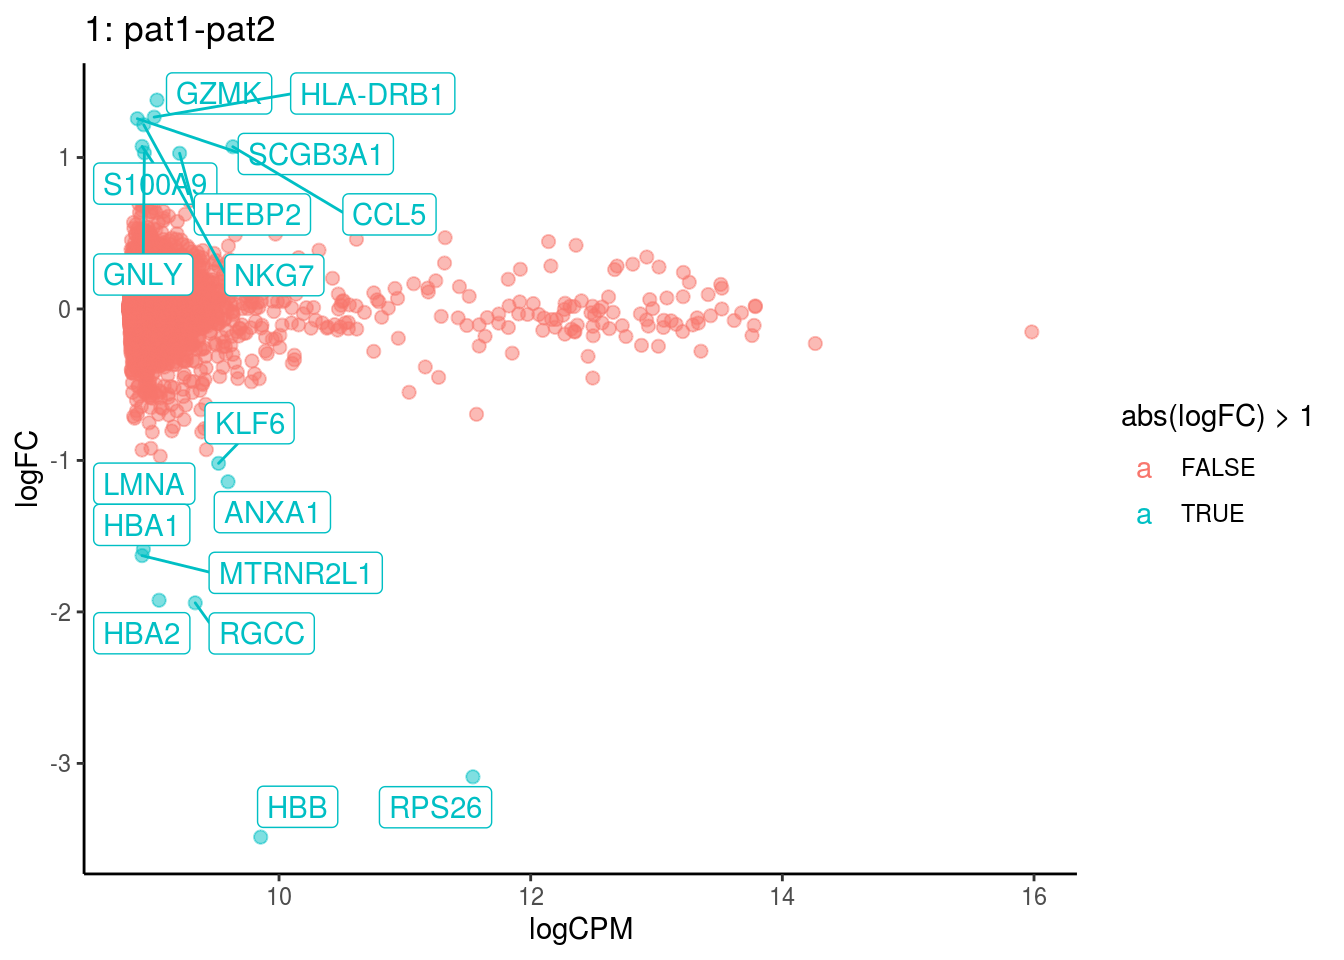 1: pat1-pat2
GZMK
HLA-DRB1
SCGB3A1
S100A9
HEBP2
CCL5
GNLY
NKG7
KLF6
LMNA
ANXA1
HBA1
MTRNR2L1
HBA2
RGCC
HBB
RPS26
1
0
-1
-2
-3
logFC
10
12
14
16
logCPM
abs(logFC) > 1
a FALSE
a TRUE